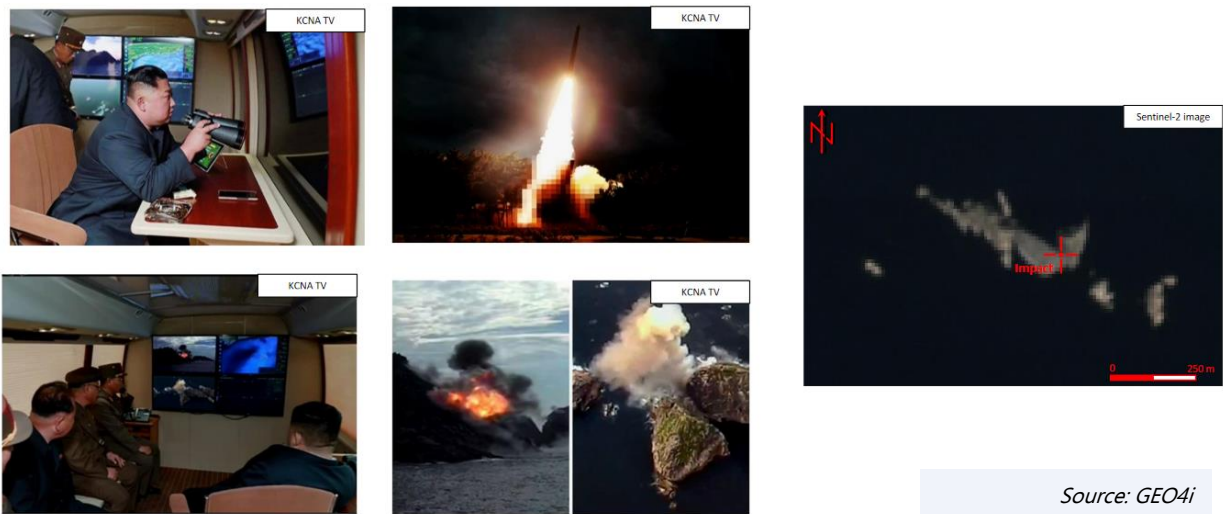 KCNA TV
KCNA TV
Sentinel-2 image
N
Impact
0 250 m
KCNA TV
KCNA TV
Source: GEO4i